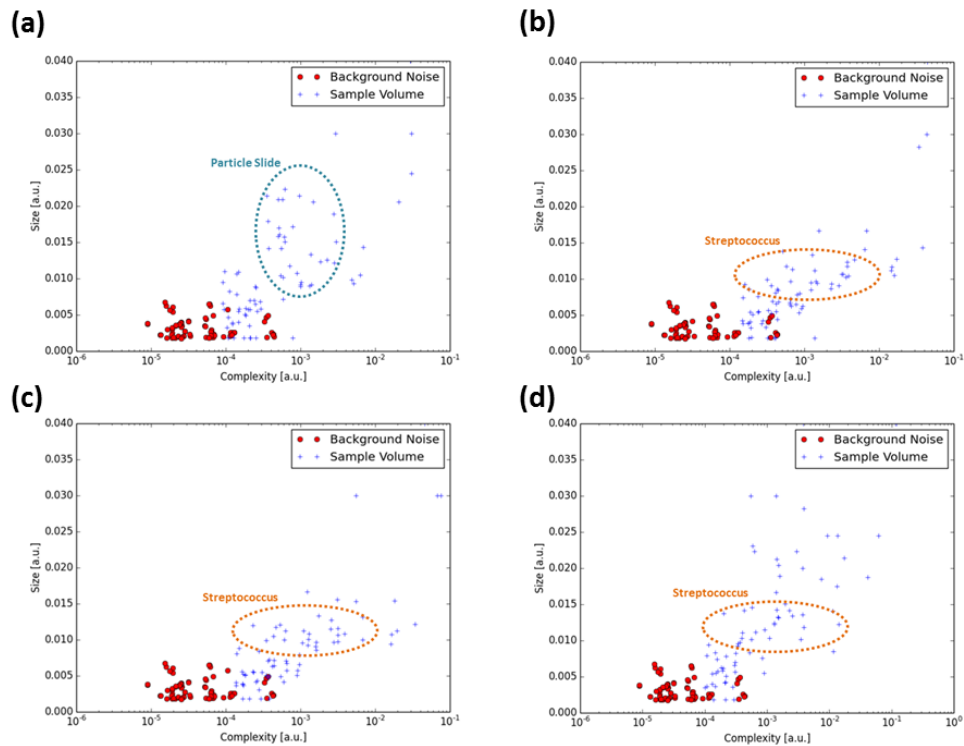 (a)
0.040
0.035
0.030
0.025
0.020
0.015
0.010
0.005
0.000
Size [a.u.]
Background Noise
Sample Volume
Particle Slide
10^-6 10^-5 10^-4 10^-3 10^-2 10^-1
Complexity [a.u.]
(b)
0.040
0.035
0.030
0.025
0.020
0.015
0.010
0.005
0.000
Size [a.u.]
Background Noise
Sample Volume
Streptococcus
10^-6 10^-5 10^-4 10^-3 10^-2 10^-1
Complexity [a.u.]
(c)
0.040
0.035
0.030
0.025
0.020
0.015
0.010
0.005
0.000
Size [a.u.]
Background Noise
Sample Volume
Streptococcus
10^-6 10^-5 10^-4 10^-3 10^-2 10^-1
Complexity [a.u.]
(d)
0.040
0.035
0.030
0.025
0.020
0.015
0.010
0.005
0.000
Size [a.u.]
Background Noise
Sample Volume
Streptococcus
10^-6 10^-5 10^-4 10^-3 10^-2 10^-1 10^0
Complexity [a.u.]